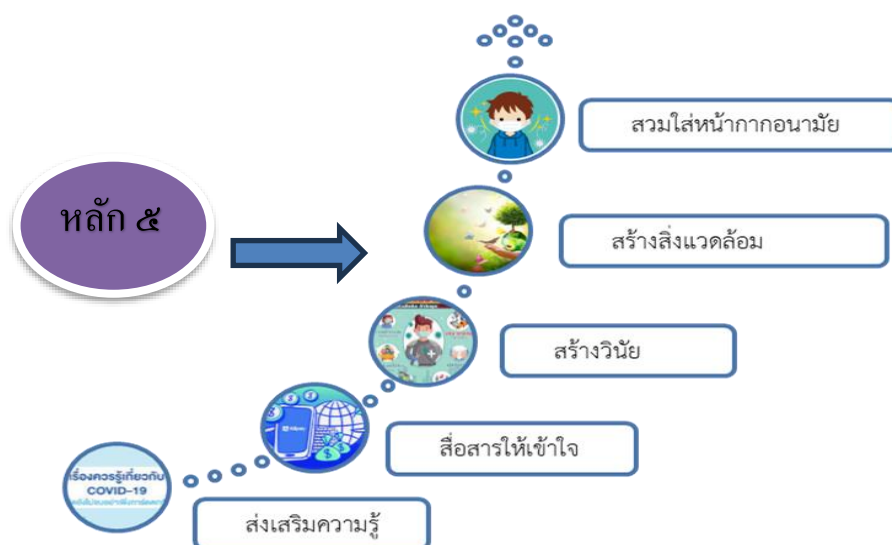 สวมใส่หน้ากากอนามัย
หลัก ๕
สร้างสิ่งแวดล้อม
สร้างวินัย
สื่อสารให้เข้าใจ
เรื่องควรรู้เกี่ยวกับ
COVID-19
ส่งเสริมความรู้